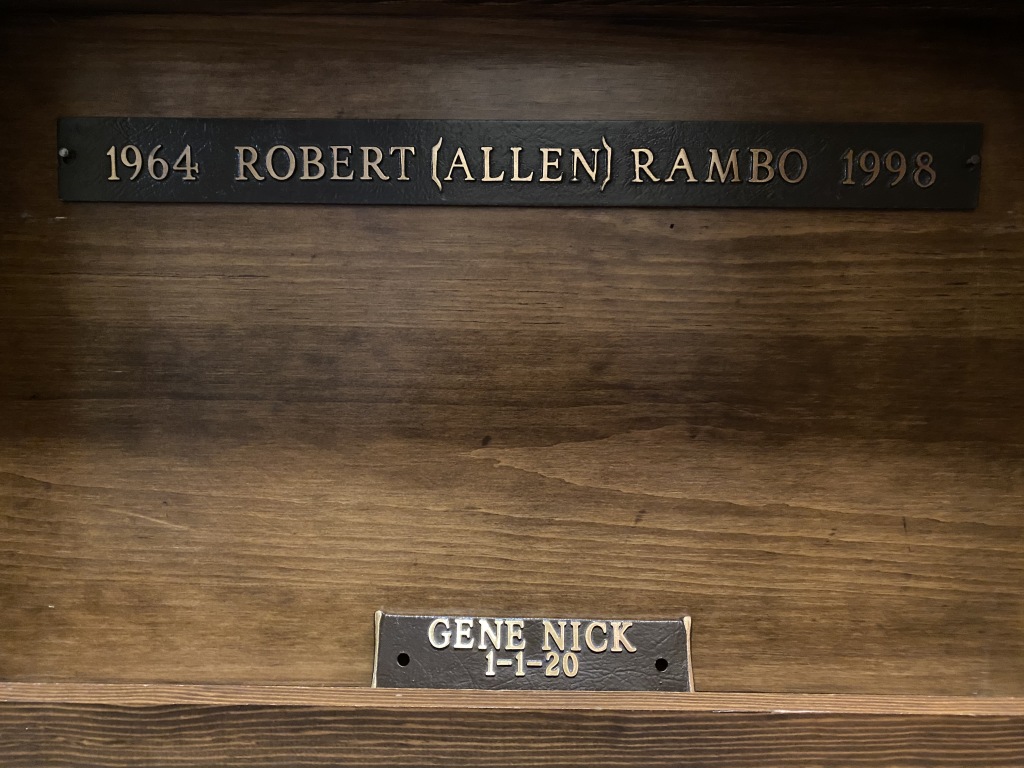 1964 ROBERT (ALLEN) RAMBO 1998
GENE NICK
1-1-20